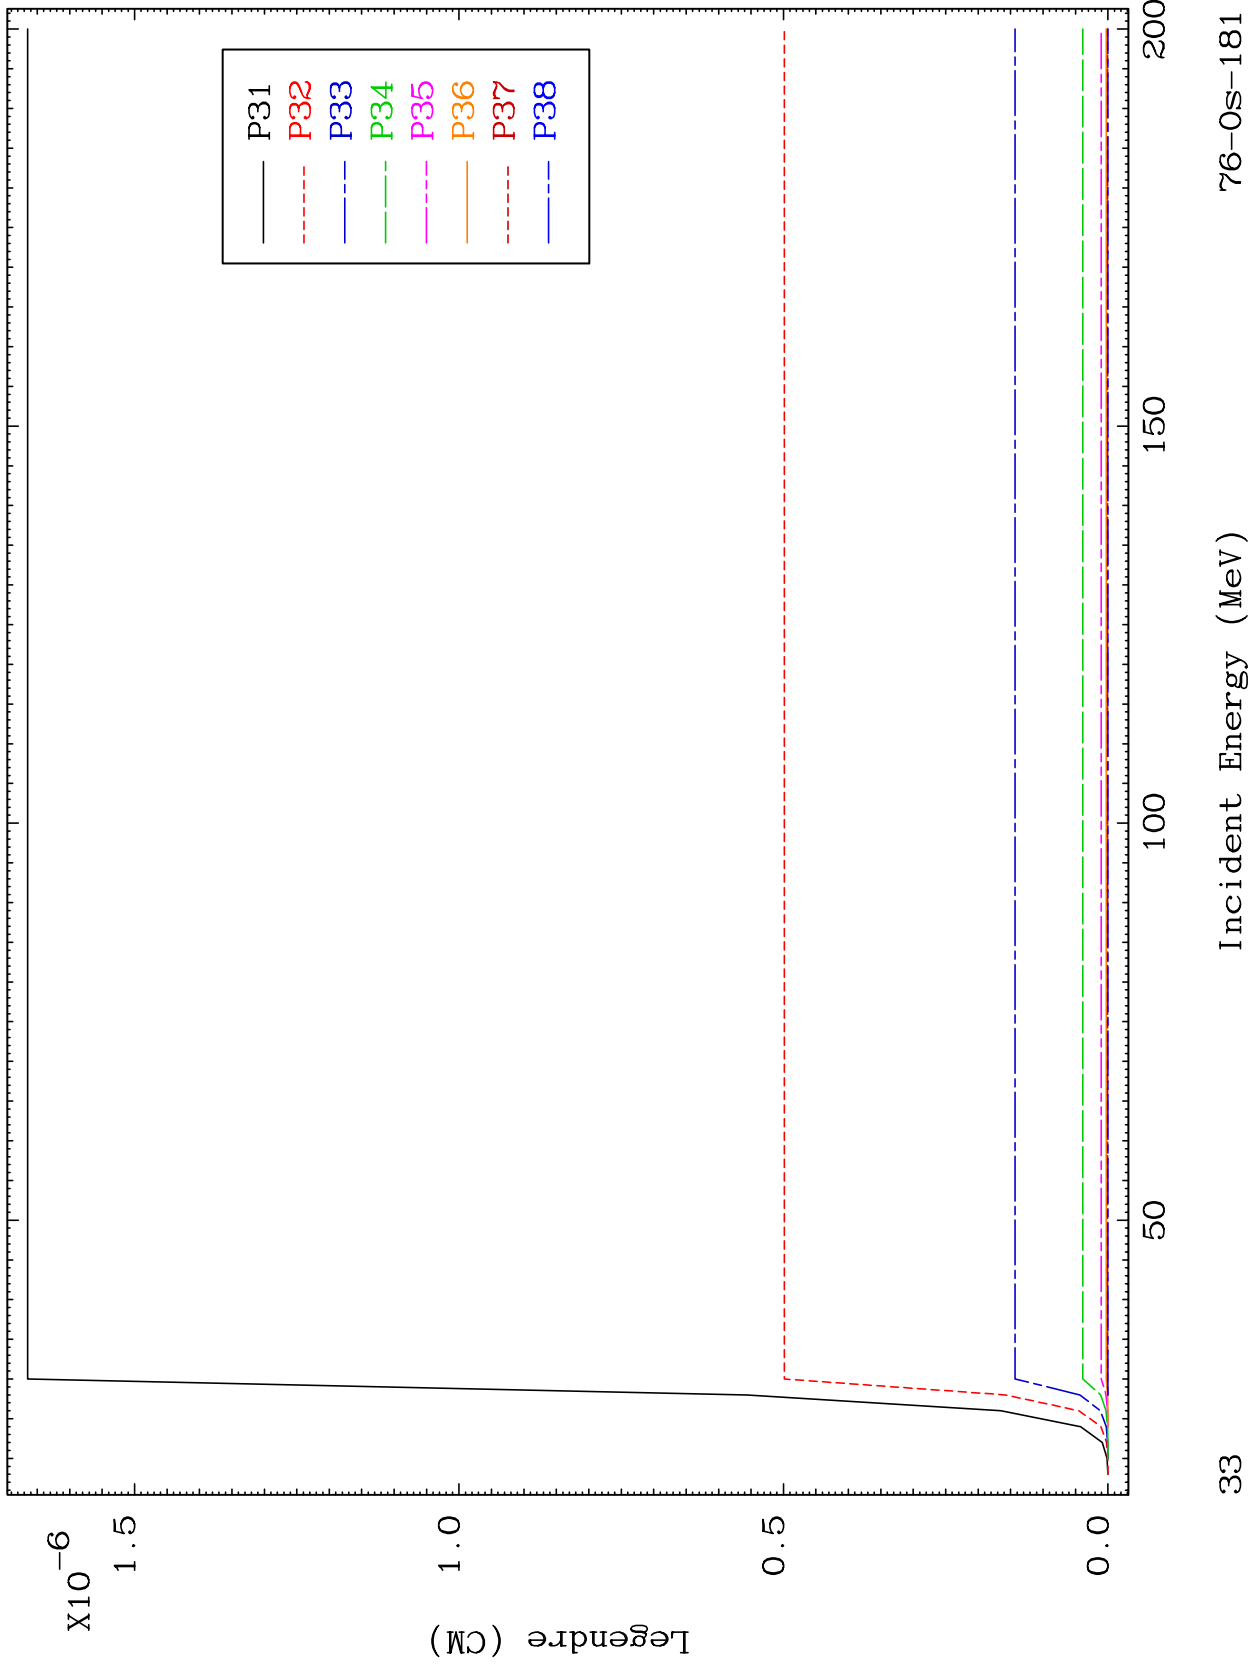 X10-6
1.5
1.0
0.5
0.0
Legendre (CM)
P31
P32
P33
P34
P35
P36
P37
P38
50
100
150
200
Incident Energy (MeV)
33
76-Os-181